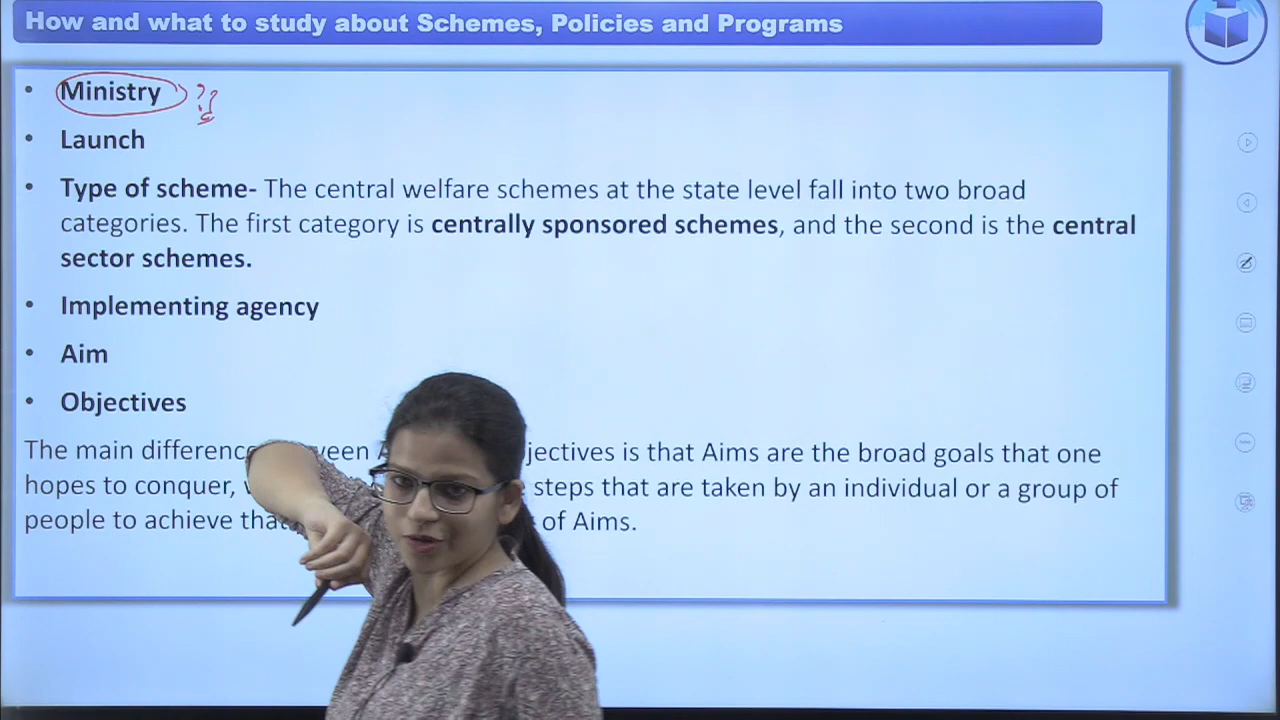 How and what to study about Schemes, Policies and Programs
• Ministry ??
• Launch
• Type of scheme- The central welfare schemes at the state level fall into two broad
categories. The first category is centrally sponsored schemes, and the second is the central
sector schemes.
• Implementing agency
• Aim
• Objectives
The main difference jectives is that Aims are the broad goals that one
hopes to conquer, steps that are taken by an individual or a group of
people to achieve that of Aims.